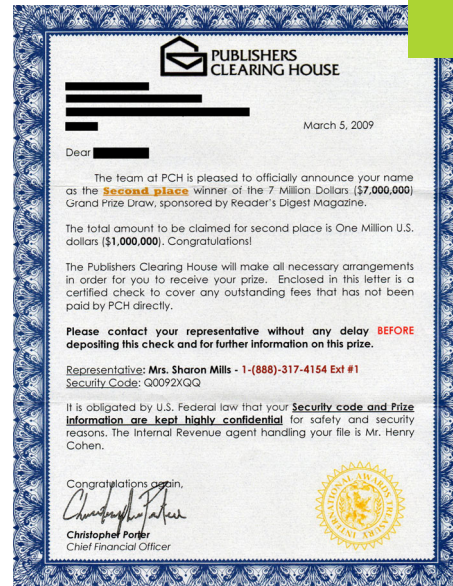 PUBLISHERS
CLEARING HOUSE
March 5, 2009
Dear
The team at PCH is pleased to officially announce your name
as the Second place winner of the 7 Million Dollars ($7,000,000)
Grand Prize Draw, sponsored by Reader's Digest Magazine.
The total amount to be claimed for second place is One Million U.S.
dollars ($1,000,000). Congratulations!
The Publishers Clearing House will make all necessary arrangements
in order for you to receive your prize. Enclosed in this letter is a
certified check to cover any outstanding fees that has not been
paid by PCH directly.
Please contact your representative without any delay BEFORE
depositing this check and for further information on this prize.
Representative: Mrs. Sharon Mills - 1-(888)-317-4154 Ext #1
Security Code: Q0092XQQ
It is obligated by U.S. Federal law that your Security code and Prize
information are kept highly confidential for safety and security
reasons. The Internal Revenue agent handling your file is Mr. Henry
Cohen.
Congratulations again,
Christopher Porter
Chief Financial Officer
INTERNATIONAL AWARDS TREASURY